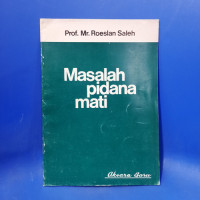 Prof. Mr. Roeslan Saleh
Masalah
pidana
mati
Aksara Baru